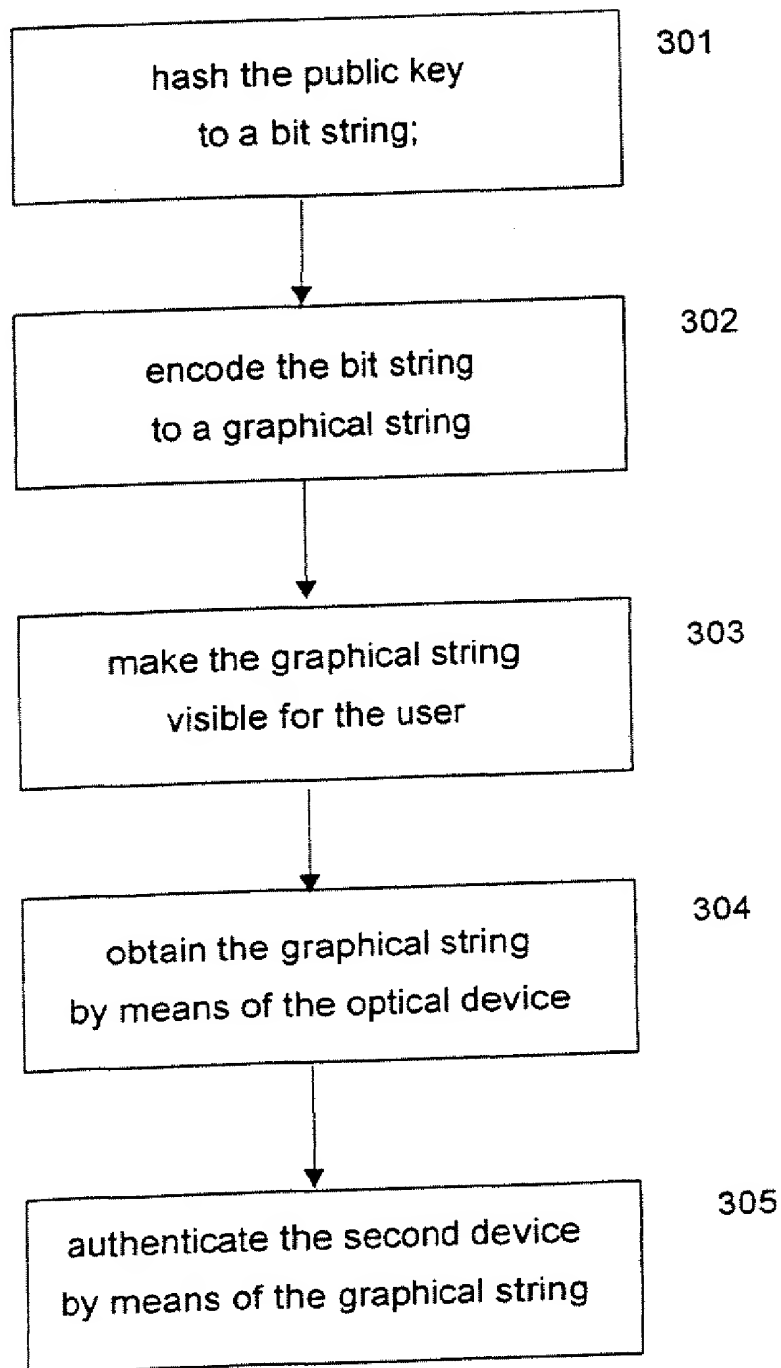 301
hash the public key
to a bit string;
302
encode the bit string
to a graphical string
303
make the graphical string
visible for the user
304
obtain the graphical string
by means of the optical device
305
authenticate the second device
by means of the graphical string